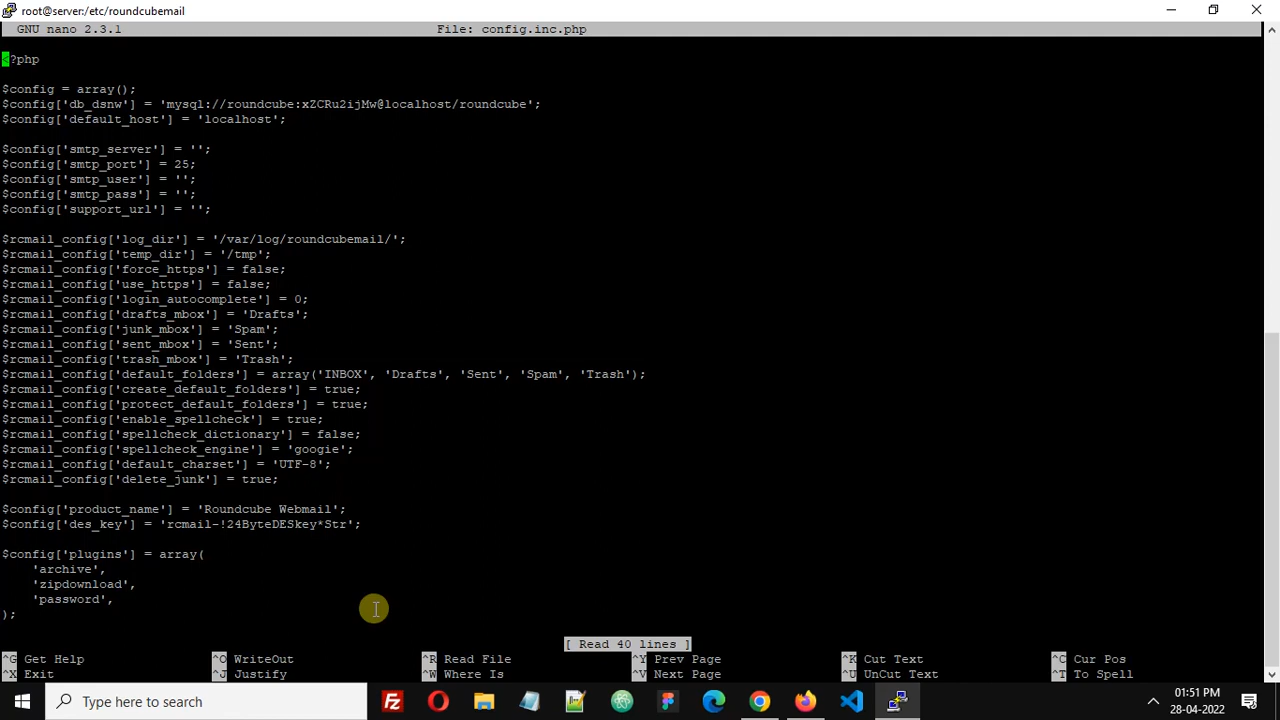 root@server:/etc/roundcubemail
GNU nano 2.3.1 File: config.inc.php
<?php
$config = array();
$config['db_dsnw'] = 'mysql://roundcube:xZCRu2ijMw@localhost/roundcube';
$config['default_host'] = 'localhost';
$config['smtp_server'] = '';
$config['smtp_port'] = 25;
$config['smtp_user'] = '';
$config['smtp_pass'] = '';
$config['support_url'] = '';
$rcmail_config['log_dir'] = '/var/log/roundcubemail/';
$rcmail_config['temp_dir'] = '/tmp';
$rcmail_config['force_https'] = false;
$rcmail_config['use_https'] = false;
$rcmail_config['login_autocomplete'] = 0;
$rcmail_config['drafts_mbox'] = 'Drafts';
$rcmail_config['junk_mbox'] = 'Spam';
$rcmail_config['sent_mbox'] = 'Sent';
$rcmail_config['trash_mbox'] = 'Trash';
$rcmail_config['default_folders'] = array('INBOX', 'Drafts', 'Sent', 'Spam', 'Trash');
$rcmail_config['create_default_folders'] = true;
$rcmail_config['protect_default_folders'] = true;
$rcmail_config['enable_spellcheck'] = true;
$rcmail_config['spellcheck_dictionary'] = false;
$rcmail_config['spellcheck_engine'] = 'googie';
$rcmail_config['default_charset'] = 'UTF-8';
$rcmail_config['delete_junk'] = true;
$config['product_name'] = 'Roundcube Webmail';
$config['des_key'] = 'rcmail-!24ByteDESkey*Str';
$config['plugins'] = array(
'archive',
'zipdownload',
'password',
);
[ Read 40 lines ]
^G Get Help ^O WriteOut ^R Read File ^Y Prev Page ^K Cut Text ^C Cur Pos
^X Exit ^J Justify ^W Where Is ^V Next Page ^U UnCut Text ^T To Spell
Type here to search
01:51 PM
28-04-2022